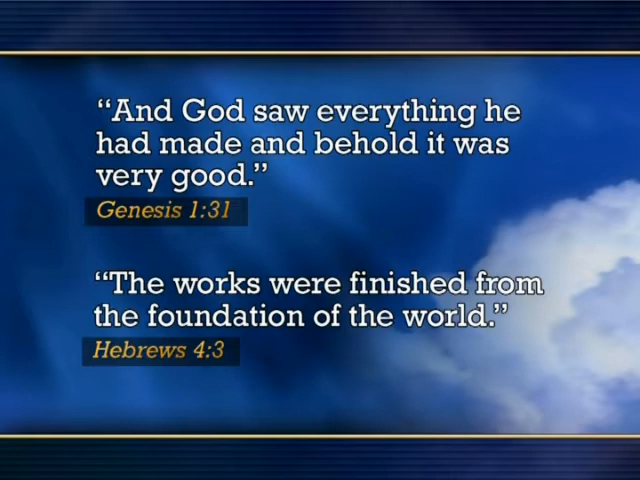 “And God saw everything he
had made and behold it was
very good.”
Genesis 1:31
“The works were finished from
the foundation of the world.”
Hebrews 4:3